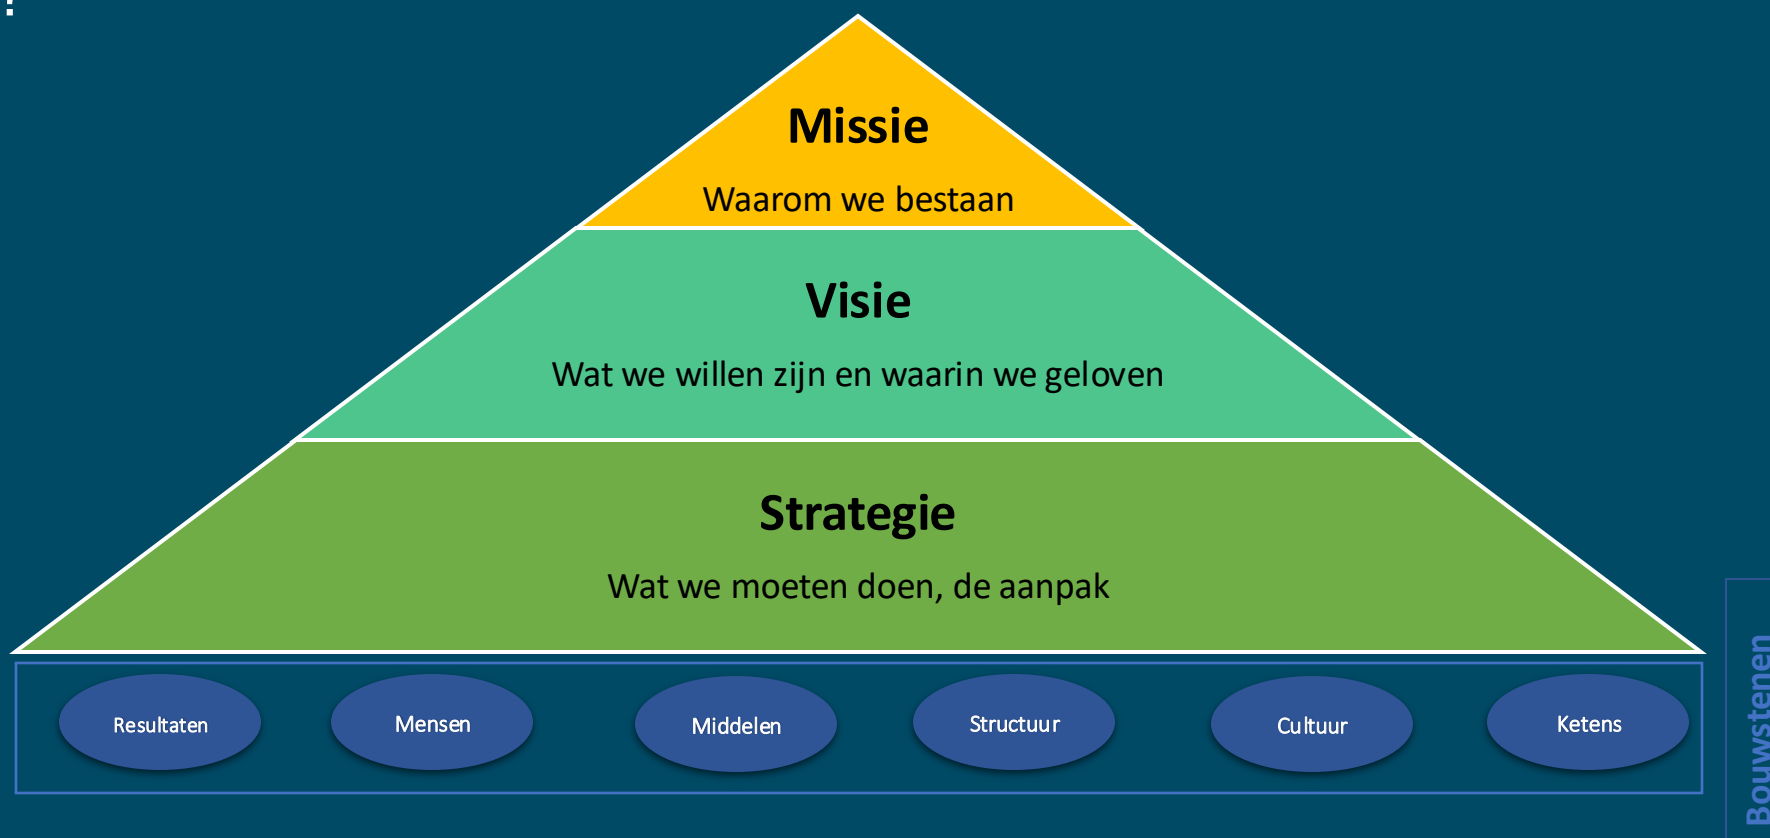 Missie
Waarom we bestaan
Visie
Wat we willen zijn en waarin we geloven
Strategie
Wat we moeten doen, de aanpak
Resultaten
Mensen
Middelen
Structuur
Cultuur
Ketens
Bouwstenen